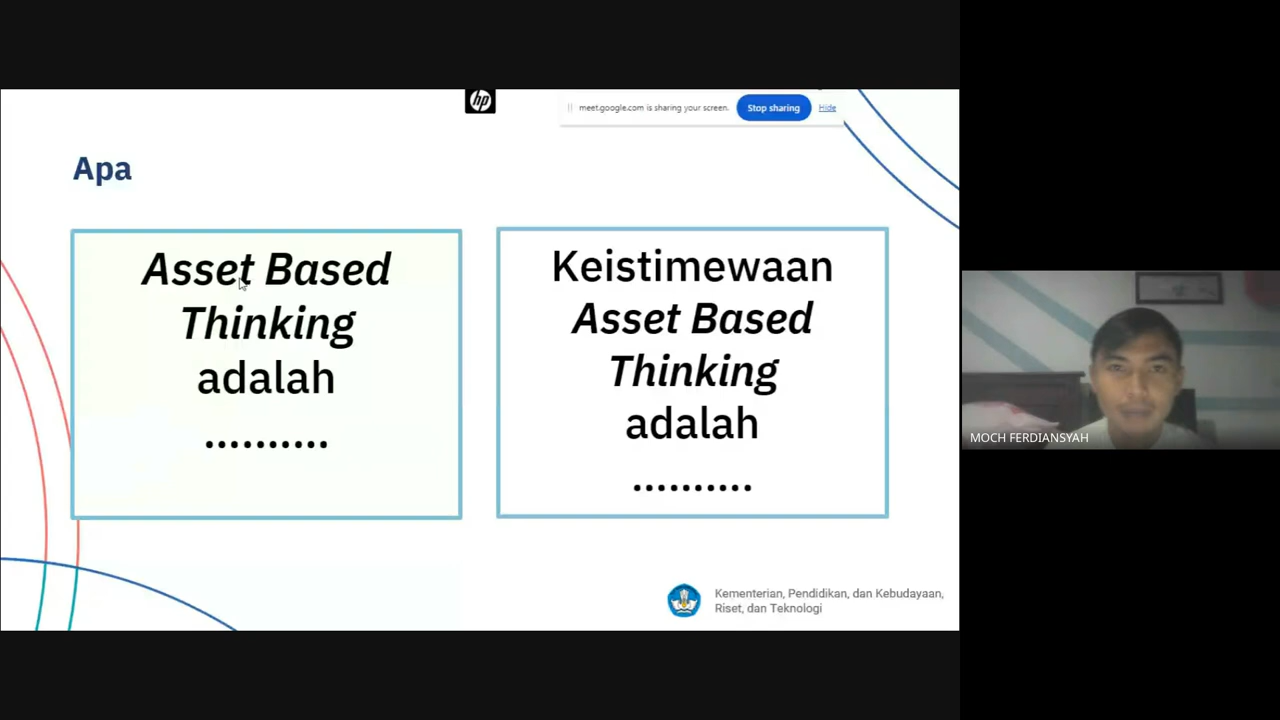 hp
meet.google.com is sharing your screen.
Stop sharing
Hide
Apa
Asset Based
Thinking
adalah
..........
Keistimewaan
Asset Based
Thinking
adalah
..........
Kementerian, Pendidikan, dan Kebudayaan,
Riset, dan Teknologi
MOCH FERDIANSYAH